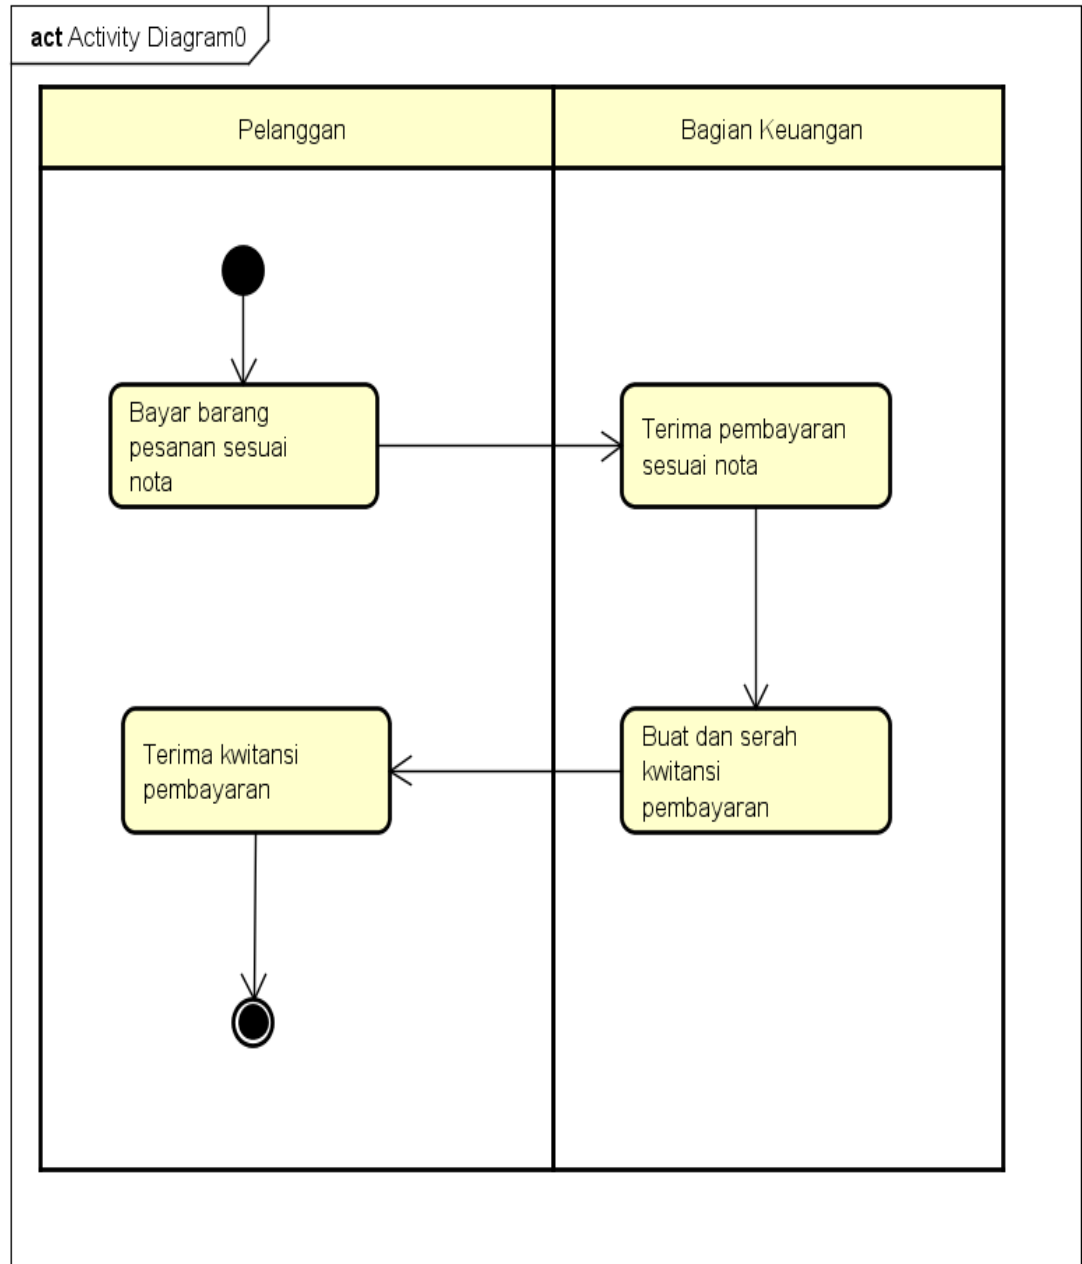 act Activity Diagram0
Pelanggan
Bagian Keuangan
Bayar barang
pesanan sesuai
nota
Terima pembayaran
sesuai nota
Terima kwitansi
pembayaran
Buat dan serah
kwitansi
pembayaran